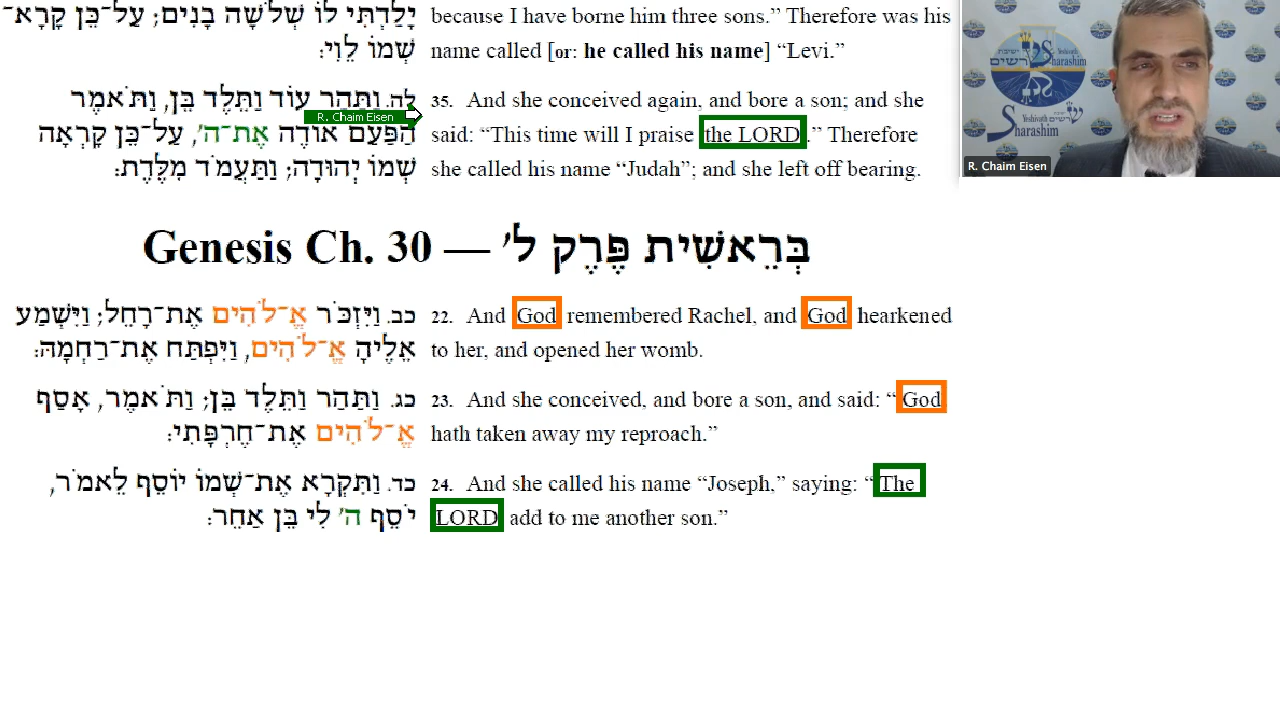 יָלַדְתִּי לוֹ שְׁלֹשָׁה בָנִים; עַל־כֵּן קָרָא־
שְׁמוֹ לֵוִי:
because I have borne him three sons.” Therefore was his
name called [or: he called his name] “Levi.”
לה. וַתַּהַר עוֹד וַתֵּלֶד בֵּן, וַתֹּאמֶר
הַפַּעַם אוֹדֶה אֶת־ה', עַל־כֵּן קָרְאָה
שְׁמוֹ יְהוּדָה; וַתַּעֲמֹד מִלֶּדֶת:
R. Chaim Eisen
35. And she conceived again, and bore a son; and she
said: “This time will I praise the LORD.” Therefore
she called his name “Judah”; and she left off bearing.
Genesis Ch. 30 — בְּרֵאשִׁית פֶּרֶק ל'
כב. וַיִּזְכֹּר אֱ־לֹהִים אֶת־רָחֵל; וַיִּשְׁמַע
אֵלֶיהָ אֱ־לֹהִים, וַיִּפְתַּח אֶת־רַחְמָהּ:
22. And God remembered Rachel, and God hearkened
to her, and opened her womb.
כג. וַתַּהַר וַתֵּלֶד בֵּן; וַתֹּאמֶר, אָסַף
אֱ־לֹהִים אֶת־חֶרְפָּתִי:
23. And she conceived, and bore a son, and said: “God
hath taken away my reproach.”
כד. וַתִּקְרָא אֶת־שְׁמוֹ יוֹסֵף לֵאמֹר,
יֹסֵף ה' לִי בֵּן אַחֵר:
24. And she called his name “Joseph,” saying: “The
LORD add to me another son.”
ישיבת
שרשים
Yeshivath
Sharashim
Yeshivath
Sharashim
R. Chaim Eisen